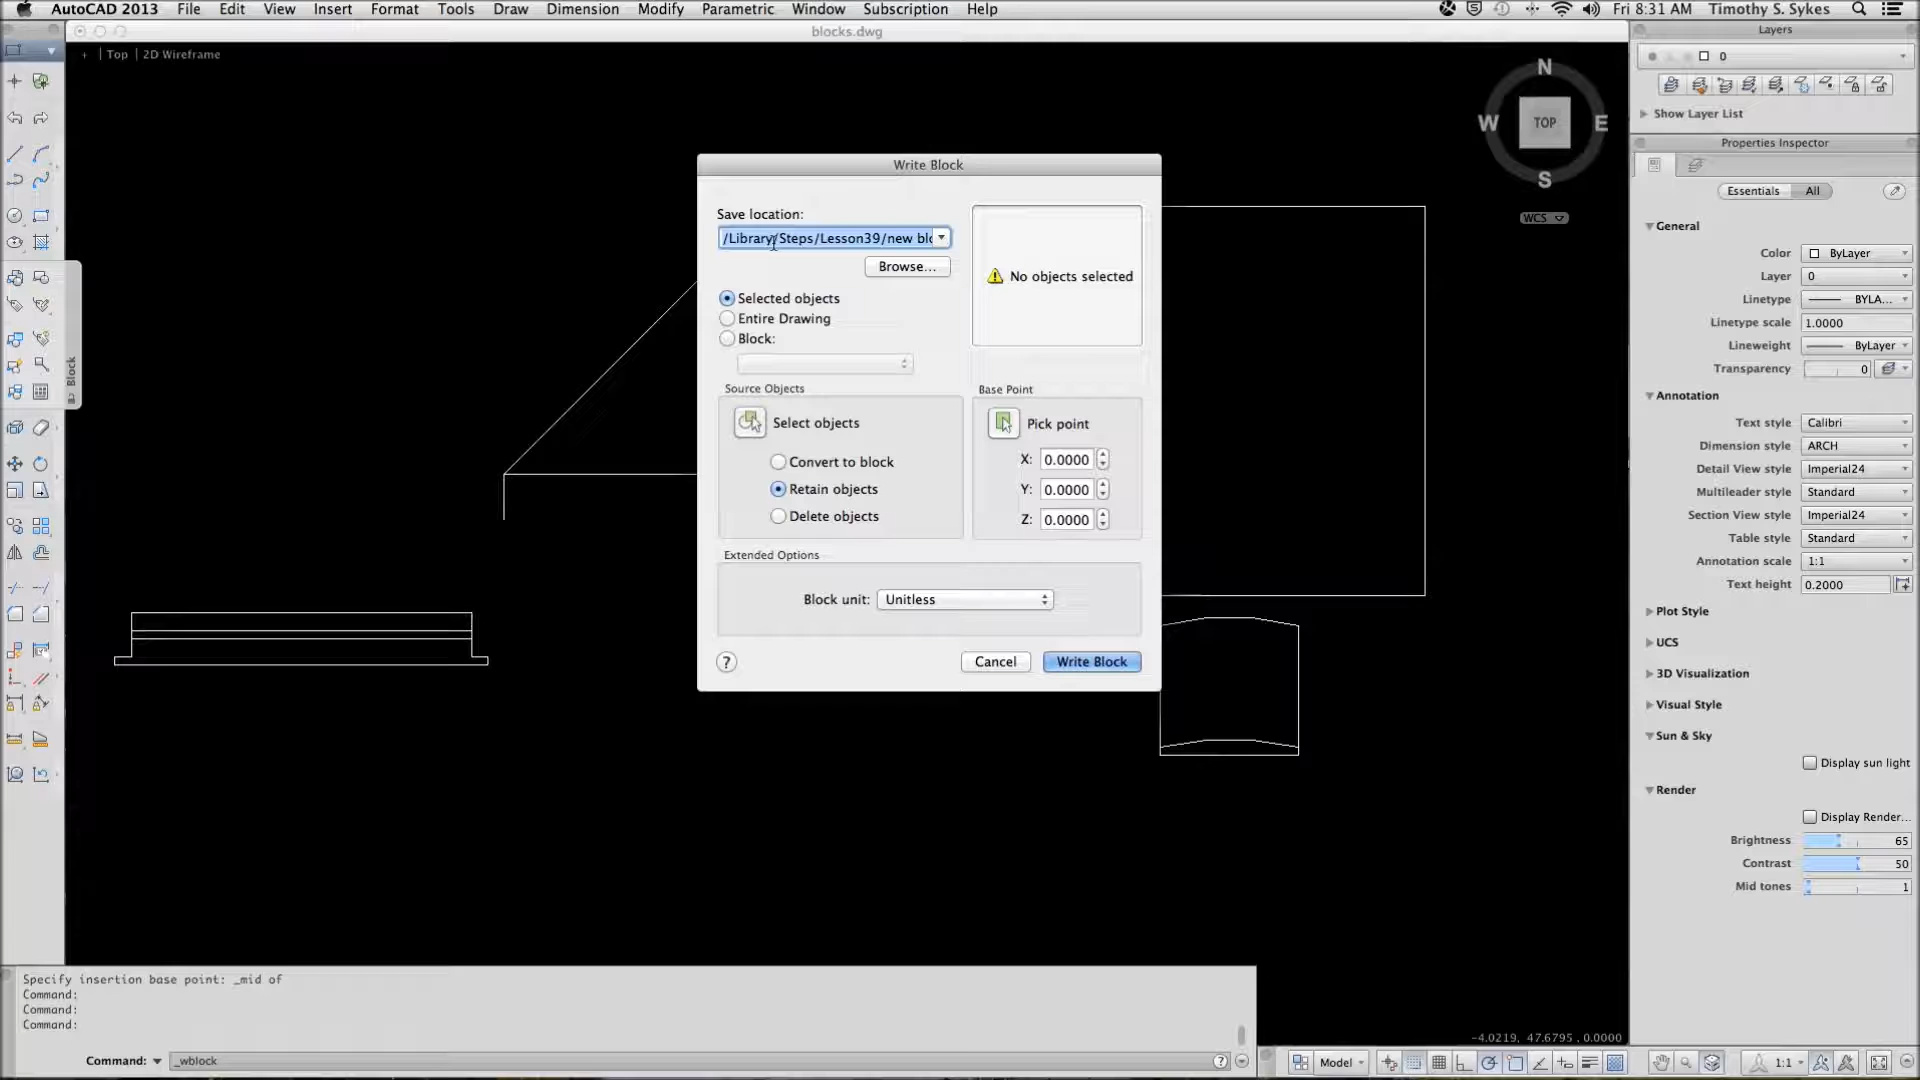 AutoCAD 2013 File Edit View Insert Format Tools Draw Dimension Modify Parametric Window Subscription Help Fri 8:31 AM Timothy S. Sykes
blocks.dwg
+ | Top | 2D Wireframe
N
W TOP E
S
WCS
Block
Write Block
Save location:
/Library/Steps/Lesson39/new blo
Browse...
No objects selected
Selected objects
Entire Drawing
Block:
Source Objects
Base Point
Select objects
Pick point
Convert to block
X: 0.0000
Retain objects
Y: 0.0000
Delete objects
Z: 0.0000
Extended Options
Block unit: Unitless
? Cancel Write Block
Layers
0
Show Layer List
Properties Inspector
Essentials All
General
Color ByLayer
Layer 0
Linetype BYLA...
Linetype scale 1.0000
Lineweight ByLayer
Transparency 0
Annotation
Text style Calibri
Dimension style ARCH
Detail View style Imperial24
Multileader style Standard
Section View style Imperial24
Table style Standard
Annotation scale 1:1
Text height 0.2000
Plot Style
UCS
3D Visualization
Visual Style
Sun & Sky
Display sun light
Render
Display Render...
Brightness 65
Contrast 50
Mid tones 1
Specify insertion base point: _mid of
Command:
Command:
Command:
Command: _wblock ?
-4.0219, 47.6795 ,0.0000
Model 1:1